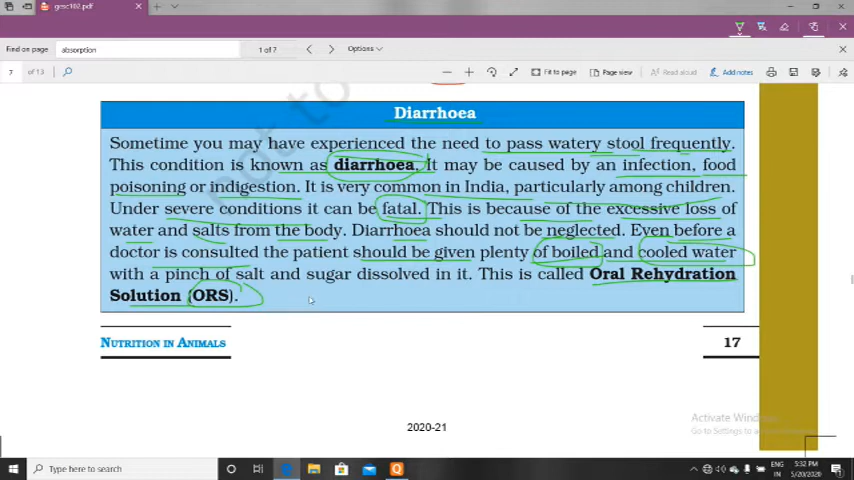 gesc102.pdf
Find on page
absorption
1 of 7
Options
7 of 13
Fit to page
Page view
Read aloud
Add notes
not to
Diarrhoea
Sometime you may have experienced the need to pass watery stool frequently.
This condition is known as diarrhoea. It may be caused by an infection, food
poisoning or indigestion. It is very common in India, particularly among children.
Under severe conditions it can be fatal. This is because of the excessive loss of
water and salts from the body. Diarrhoea should not be neglected. Even before a
doctor is consulted the patient should be given plenty of boiled and cooled water
with a pinch of salt and sugar dissolved in it. This is called Oral Rehydration
Solution (ORS).
NUTRITION IN ANIMALS
17
2020-21
Activate Windows
Go to Settings to
Type here to search
ENG
IN
5:32 PM
5/20/2020